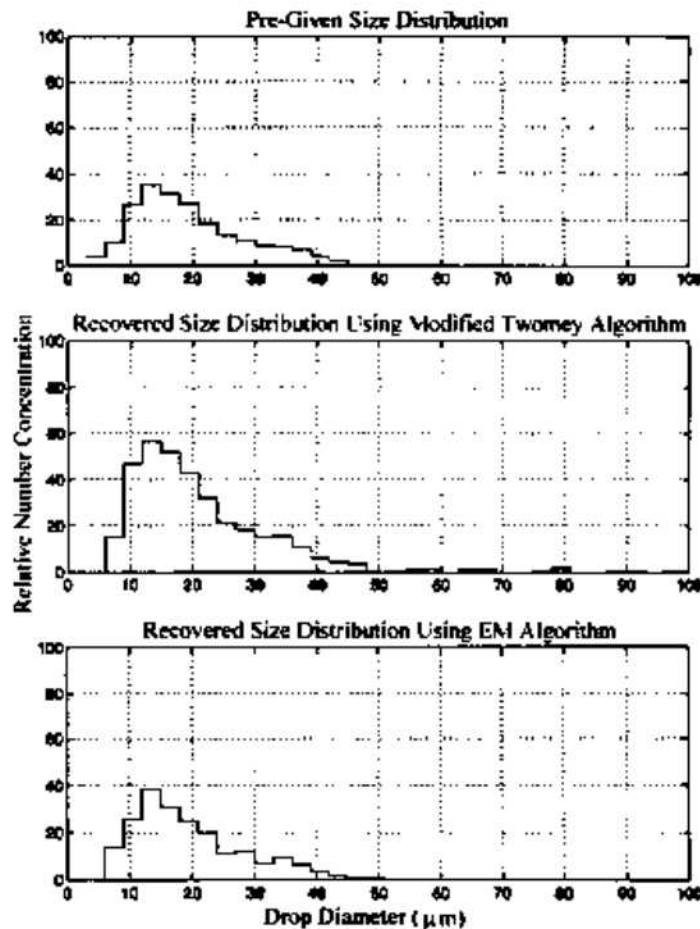 Pre-Given Size Distribution
100
80
60
40
20
0
0 10 20 30 40 50 60 70 80 90 100
Recovered Size Distribution Using Modified Twomey Algorithm
100
80
60
40
20
0
0 10 20 30 40 50 60 70 80 90 100
Relative Number Concentration
Recovered Size Distribution Using EM Algorithm
100
80
60
40
20
0
0 10 20 30 40 50 60 70 80 90 100
Drop Diameter (μm)